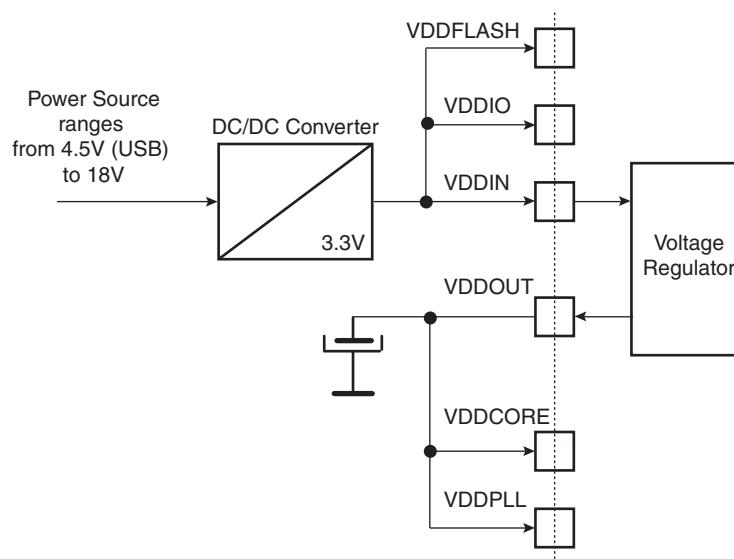 VDDFLASH
Power Source
ranges
from 4.5V (USB)
to 18V
DC/DC Converter
VDDIO
VDDIN
3.3V
Voltage
Regulator
VDDOUT
VDDCORE
VDDPLL